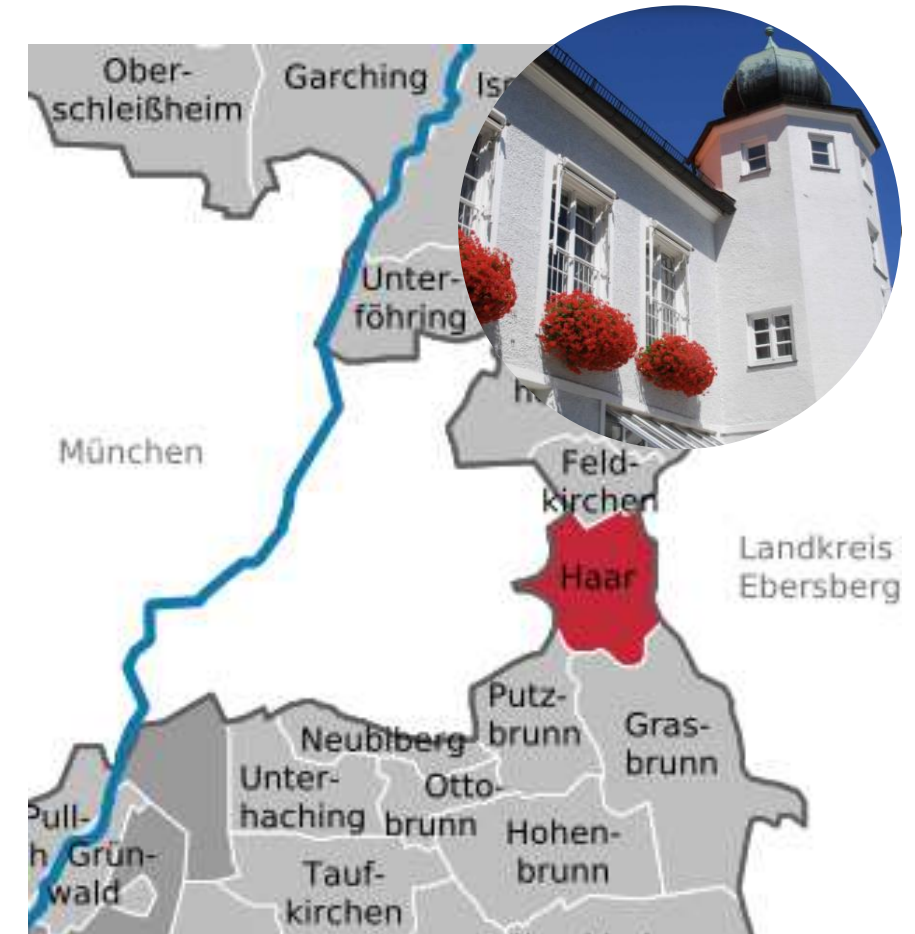 Ober-
schleißheim
Garching
Unter-
föhring
München
Feld-
kirchen
Haar
Landkreis
Ebersberg
Putz-
brunn
Gras-
brunn
Neubiberg
Unter-
haching
Otto-
brunn
Hohen-
brunn
Grün-
wald
Tauf-
kirchen